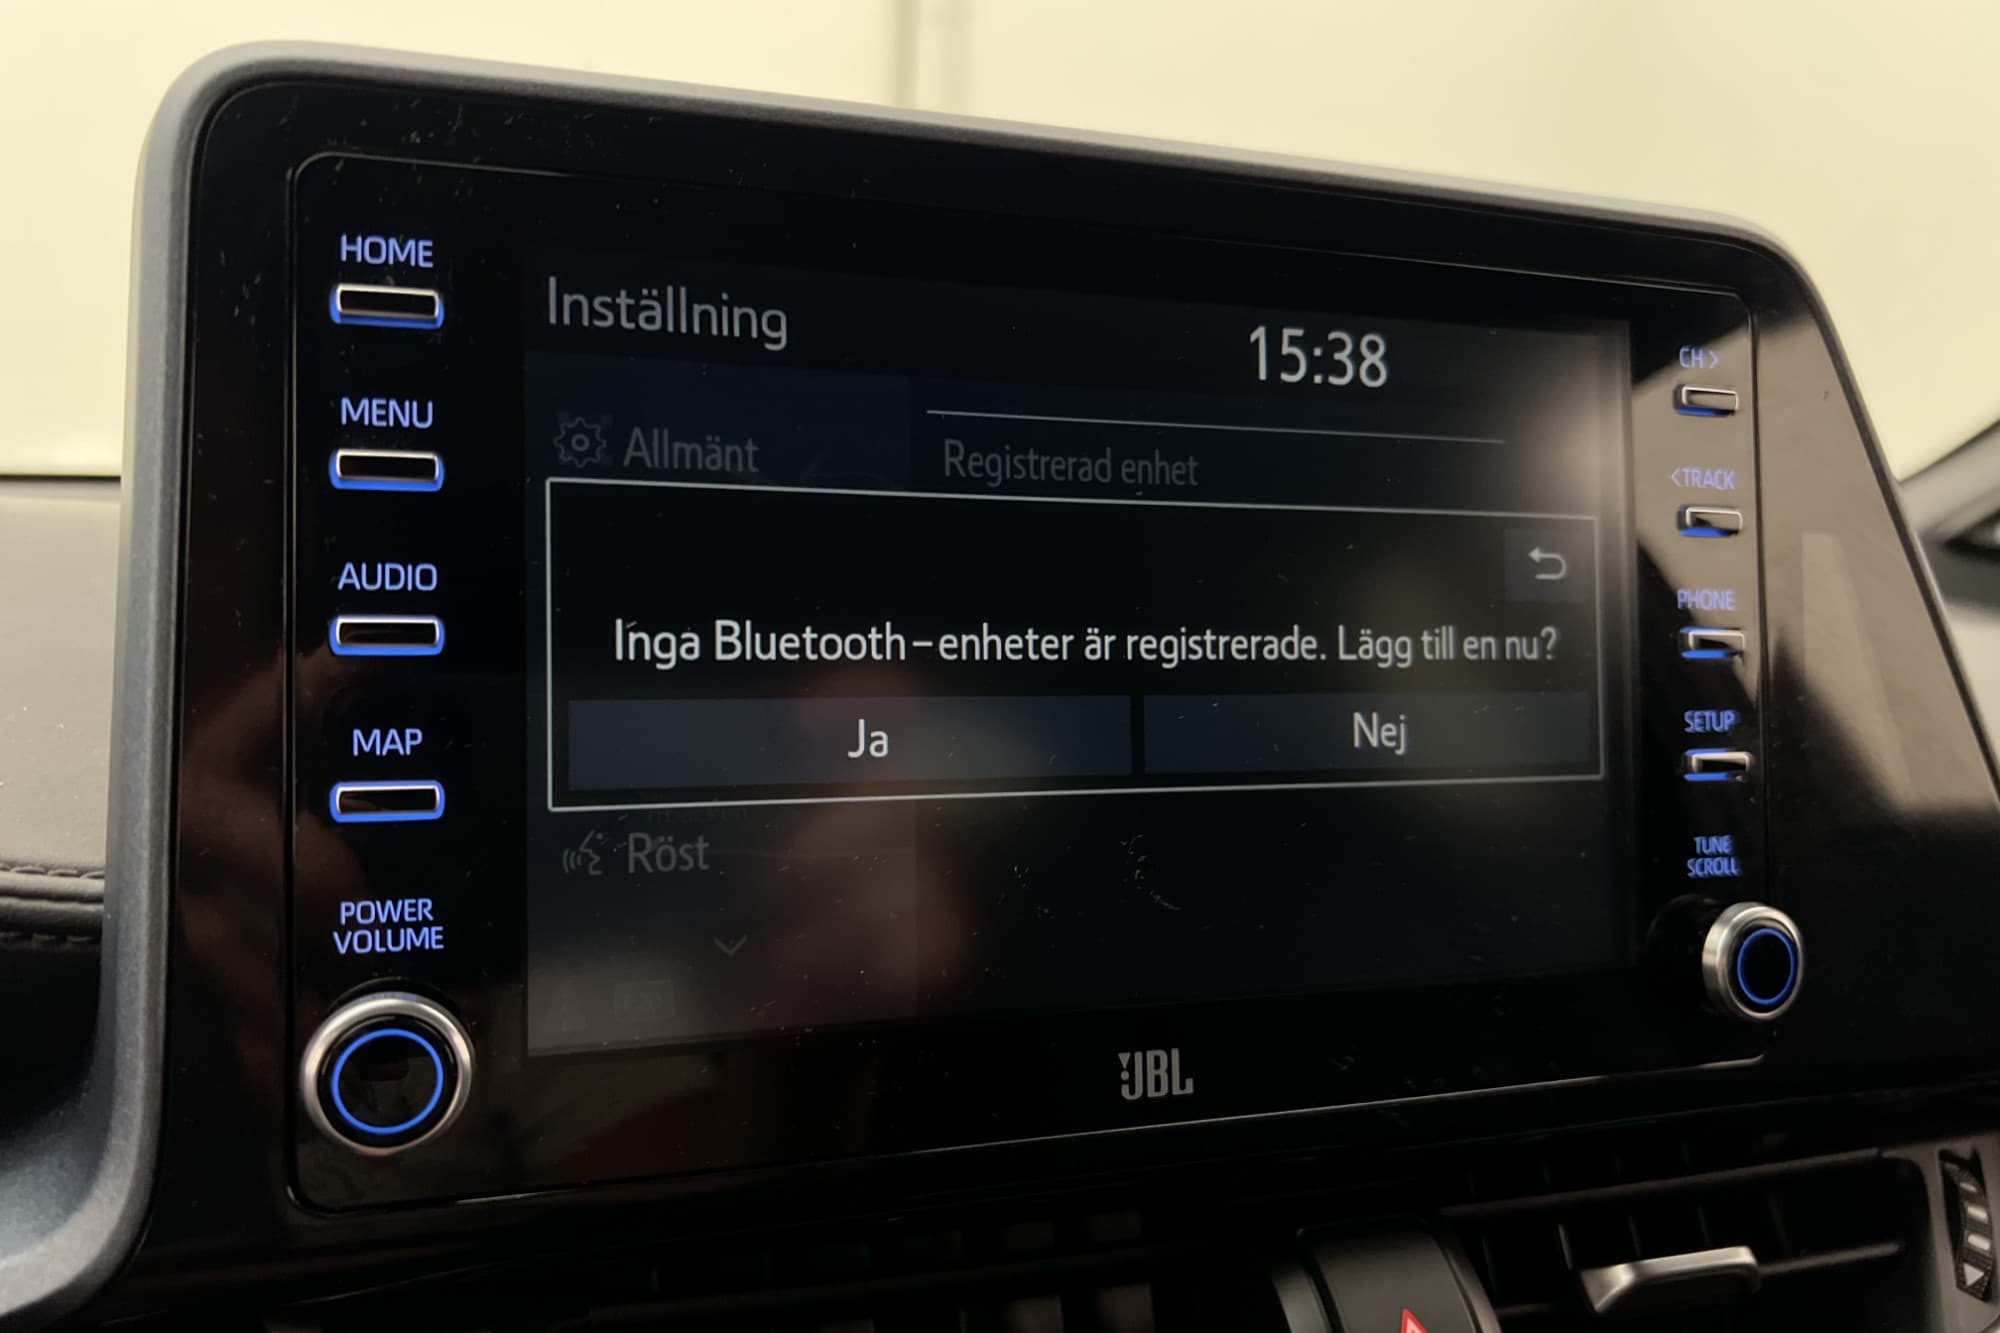 HOME
MENU
AUDIO
MAP
POWER
VOLUME
Inställning
15:38
Allmänt
Registrerad enhet
Inga Bluetooth-enheter är registrerade. Lägg till en nu?
Ja
Nej
Röst
JBL
CH >
< TRACK
PHONE
SETUP
TUNE
SCROLL